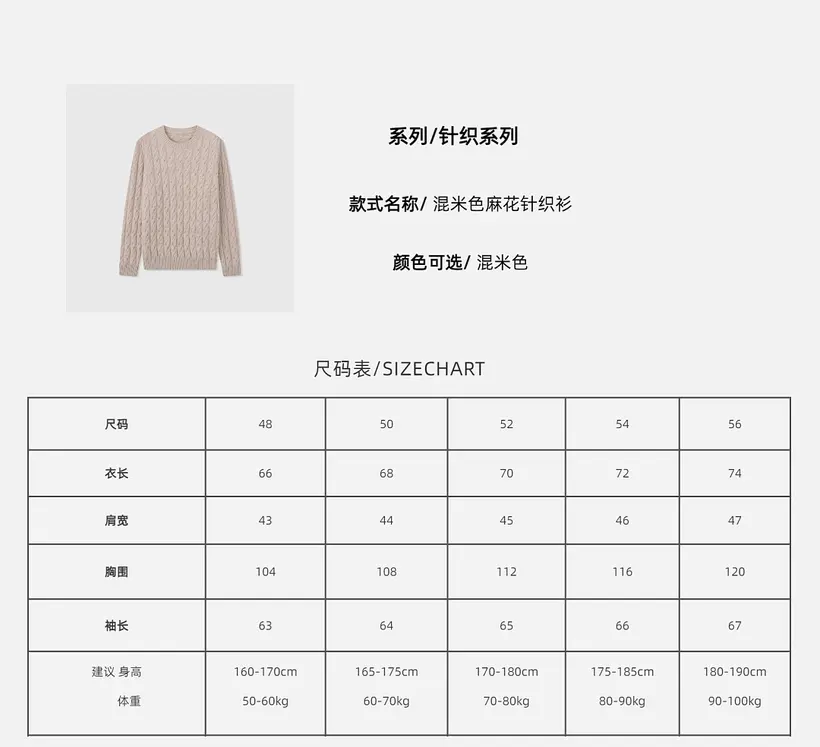 系列/针织系列
款式名称/ 混米色麻花针织衫
颜色可选/ 混米色
尺码表/SIZECHART
尺码 48 50 52 54 56
衣长 66 68 70 72 74
肩宽 43 44 45 46 47
胸围 104 108 112 116 120
袖长 63 64 65 66 67
建议 身高 160-170cm 165-175cm 170-180cm 175-185cm 180-190cm
体重 50-60kg 60-70kg 70-80kg 80-90kg 90-100kg